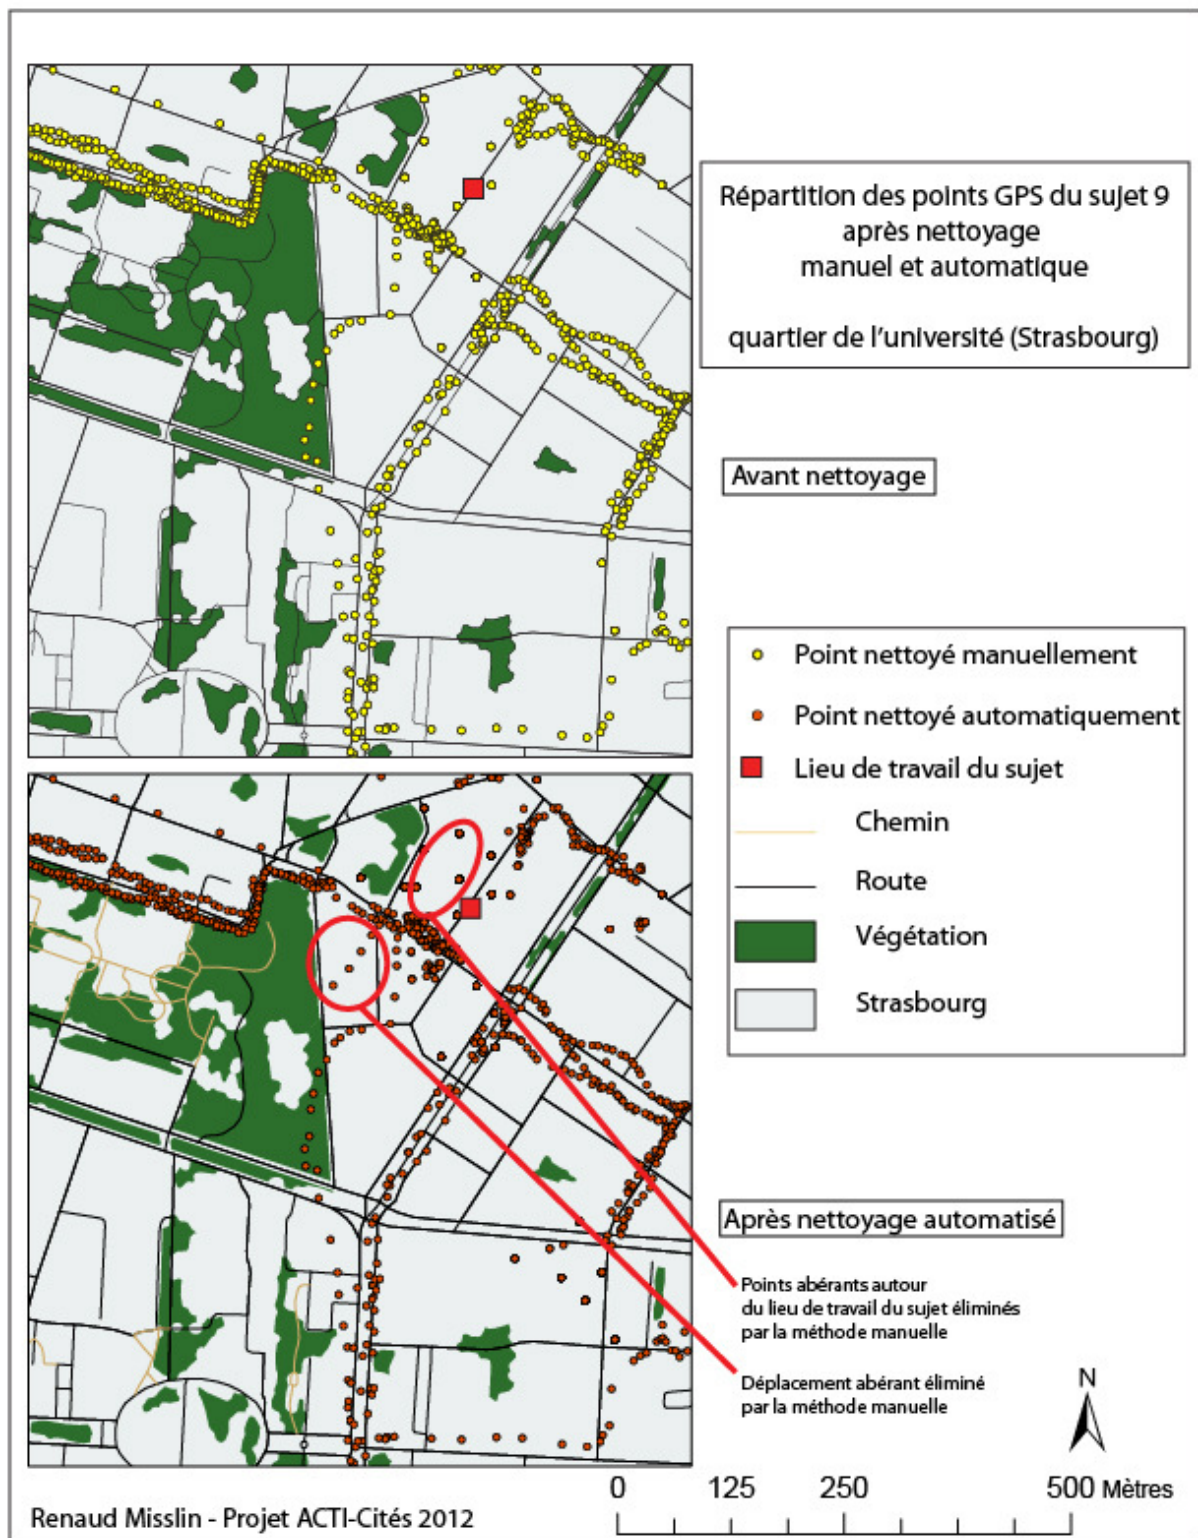 Répartition des points GPS du sujet 9
après nettoyage
manuel et automatique
quartier de l'université (Strasbourg)
Avant nettoyage
Point nettoyé manuellement
Point nettoyé automatiquement
Lieu de travail du sujet
Chemin
Route
Végétation
Strasbourg
Après nettoyage automatisé
Points abérants autour
du lieu de travail du sujet éliminés
par la méthode manuelle
Déplacement abérant éliminé
par la méthode manuelle
N
0 125 250 500 Mètres
Renaud Misslin - Projet ACTI-Cités 2012